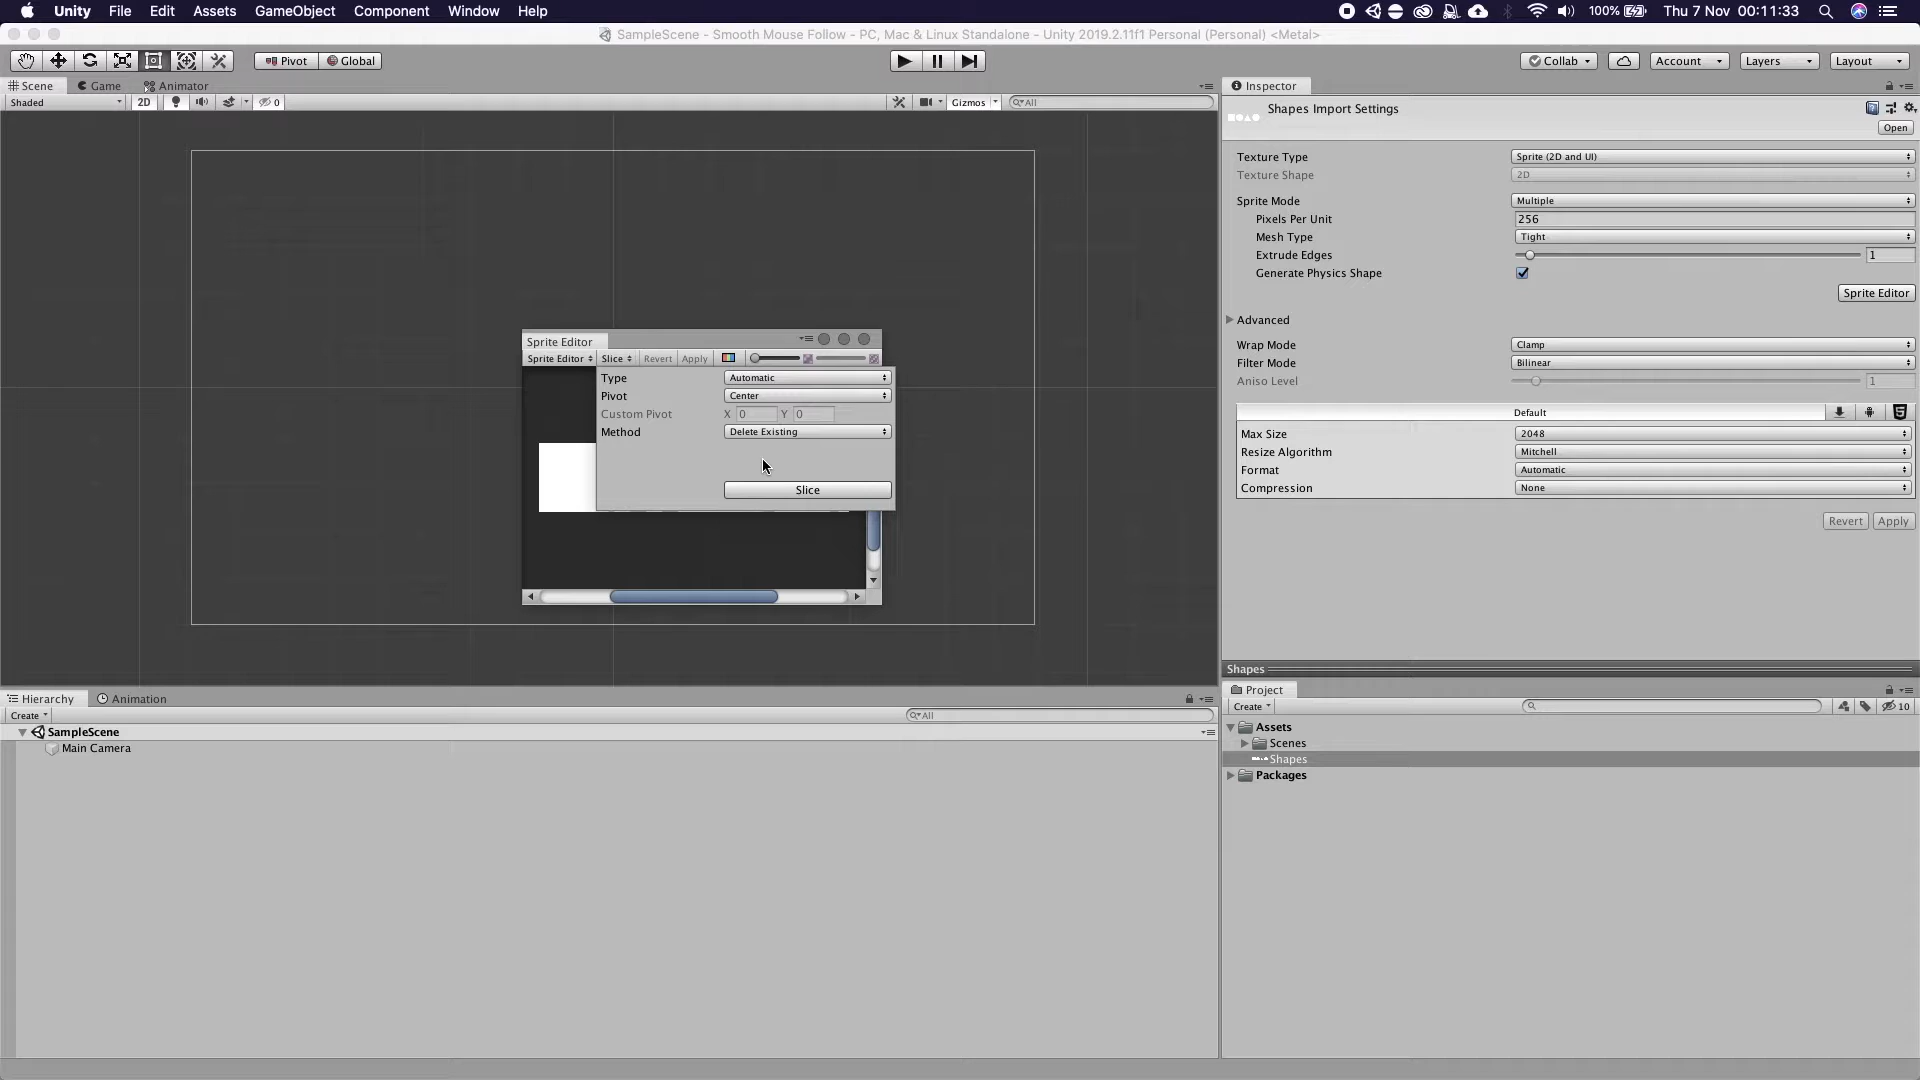 Unity File Edit Assets GameObject Component Window Help 100% Thu 7 Nov 00:11:33
SampleScene - Smooth Mouse Follow - PC, Mac & Linux Standalone - Unity 2019.2.11f1 Personal (Personal) <Metal>
Pivot Global Collab Account Layers Layout
Scene Game Animator
Shaded 2D 0 Gizmos All
Inspector
Shapes Import Settings
Open
Texture Type Sprite (2D and UI)
Texture Shape 2D
Sprite Mode Multiple
Pixels Per Unit 256
Mesh Type Tight
Extrude Edges 1
Generate Physics Shape
Sprite Editor
Advanced
Wrap Mode Clamp
Filter Mode Bilinear
Aniso Level 1
Default
Max Size 2048
Resize Algorithm Mitchell
Format Automatic
Compression None
Revert Apply
Sprite Editor
Sprite Editor Slice Revert Apply
Type Automatic
Pivot Center
Custom Pivot X 0 Y 0
Method Delete Existing
Slice
Shapes
Hierarchy Animation
Create All
SampleScene
Main Camera
Project
Create 10
Assets
Scenes
Shapes
Packages